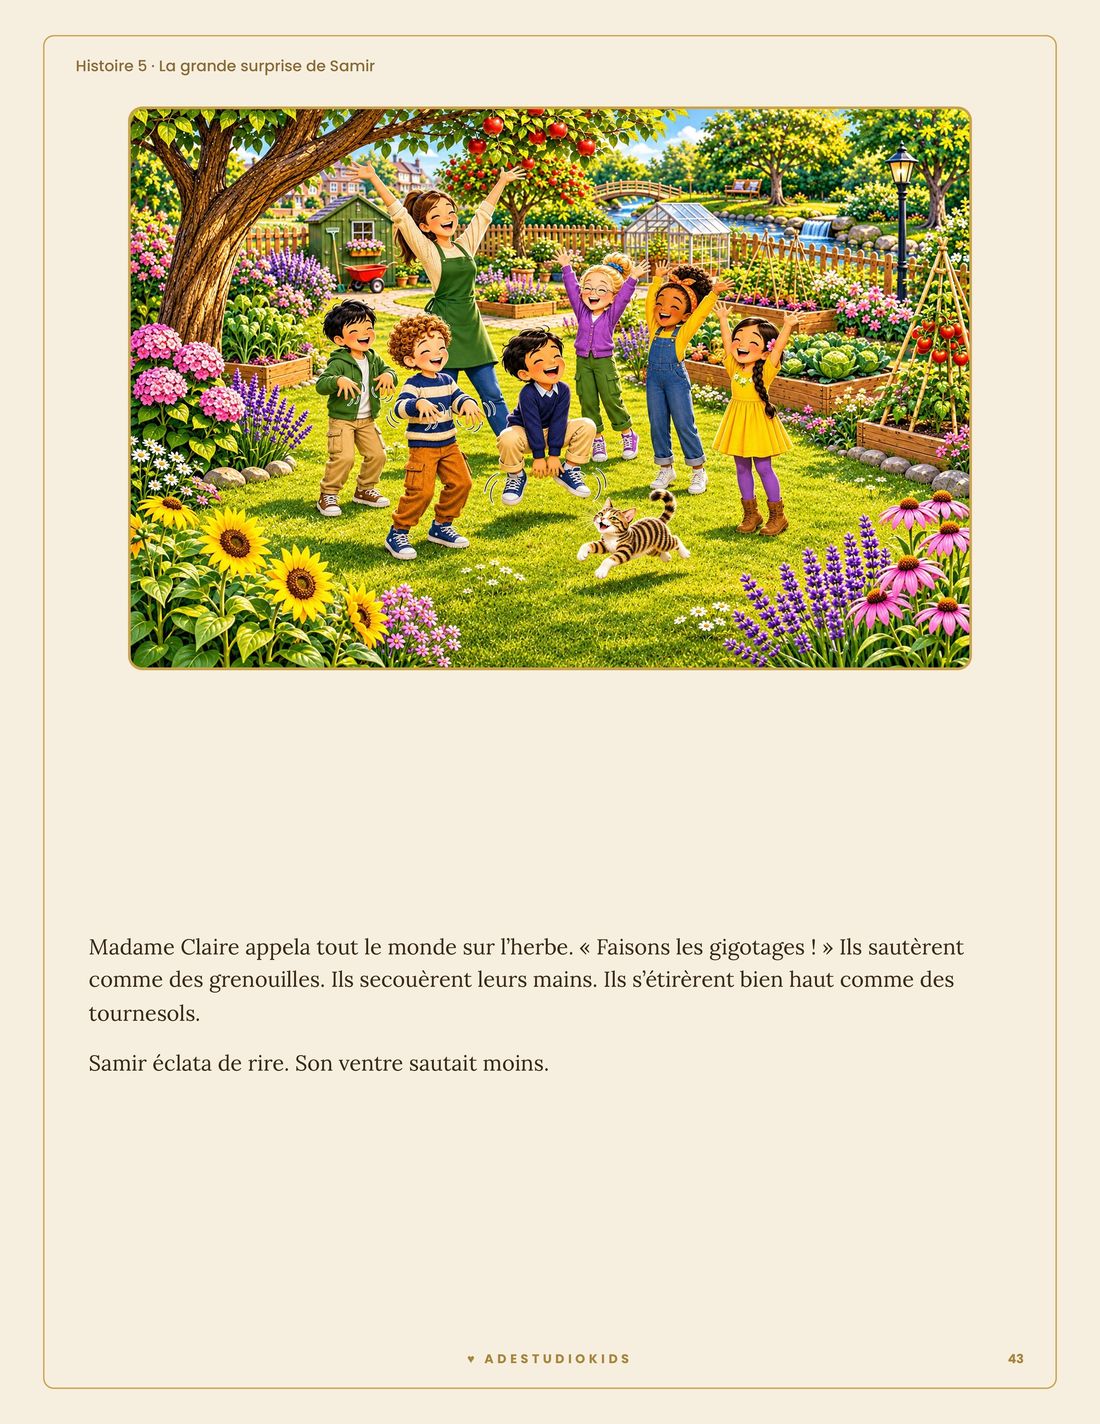 Histoire 5 · La grande surprise de Samir
Madame Claire appela tout le monde sur l’herbe. « Faisons les gigotages ! » Ils sautèrent
comme des grenouilles. Ils secouèrent leurs mains. Ils s’étirèrent bien haut comme des
tournesols.
Samir éclata de rire. Son ventre sautait moins.
♥ ADESTUDIOKIDS
43